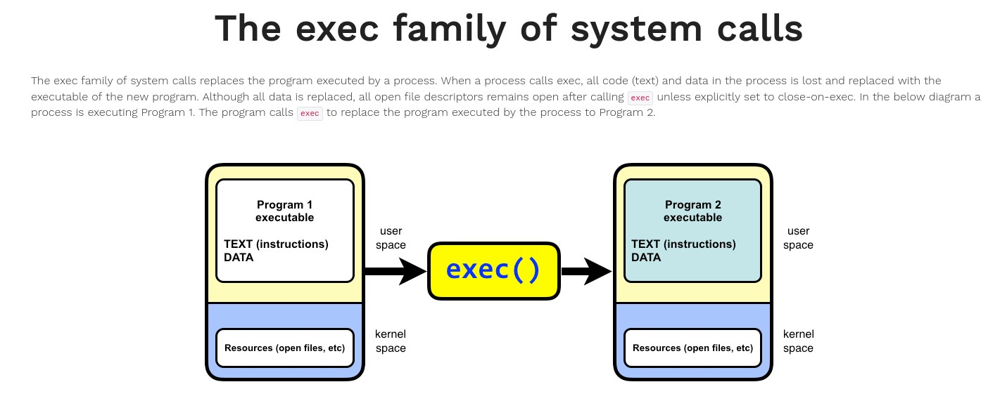 The exec family of system calls
The exec family of system calls replaces the program executed by a process. When a process calls exec, all code (text) and data in the process is lost and replaced with the
executable of the new program. Although all data is replaced, all open file descriptors remains open after calling exec unless explicitly set to close-on-exec. In the below diagram a
process is executing Program 1. The program calls exec to replace the program executed by the process to Program 2.
Program 1
executable
TEXT (instructions)
DATA
user
space
exec()
Program 2
executable
TEXT (instructions)
DATA
user
space
Resources (open files, etc)
kernel
space
Resources (open files, etc)
kernel
space